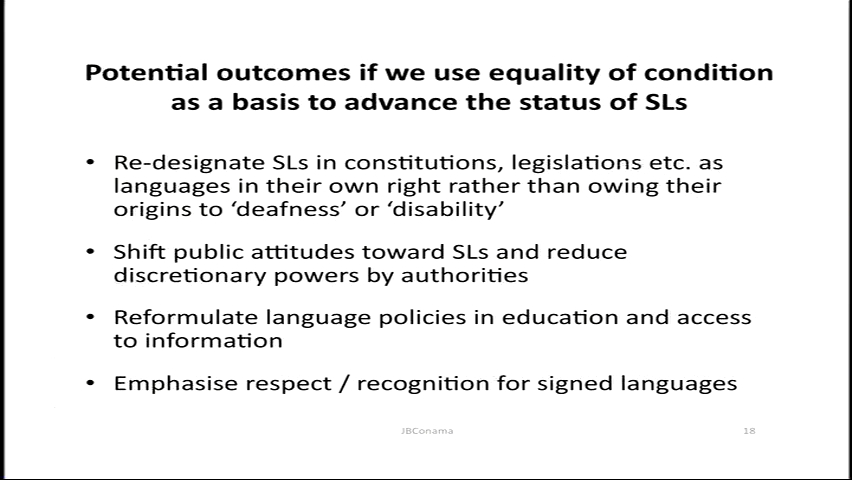 Potential outcomes if we use equality of condition
as a basis to advance the status of SLs
• Re-designate SLs in constitutions, legislations etc. as
languages in their own right rather than owing their
origins to ‘deafness’ or ‘disability’
• Shift public attitudes toward SLs and reduce
discretionary powers by authorities
• Reformulate language policies in education and access
to information
• Emphasise respect / recognition for signed languages
JBConama
18